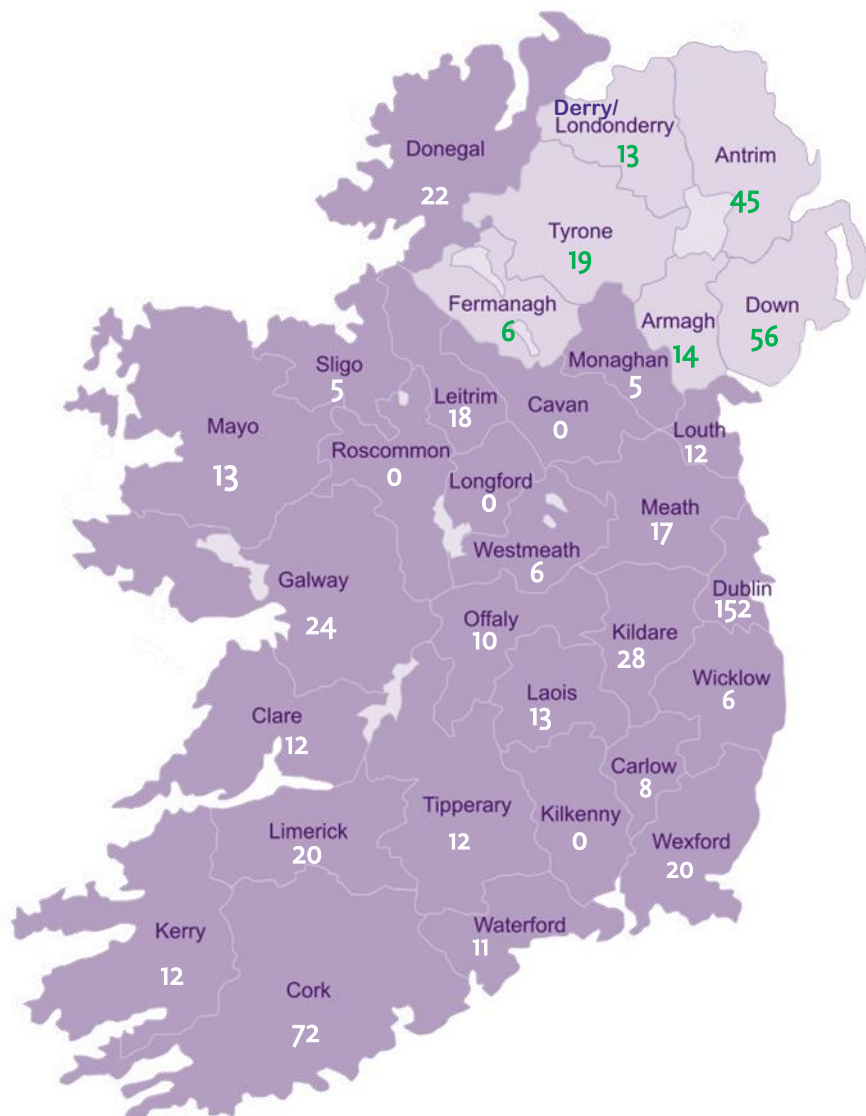 Derry/
Londonderry
13
Donegal
22
Antrim
45
Tyrone
19
Fermanagh
6
Armagh
14
Down
56
Monaghan
5
Sligo
5
Leitrim
18
Cavan
0
Mayo
13
Roscommon
0
Louth
12
Longford
0
Meath
17
Westmeath
6
Galway
24
Dublin
152
Offaly
10
Kildare
28
Wicklow
6
Laois
13
Clare
12
Carlow
8
Tipperary
12
Kilkenny
0
Limerick
20
Wexford
20
Waterford
11
Kerry
12
Cork
72